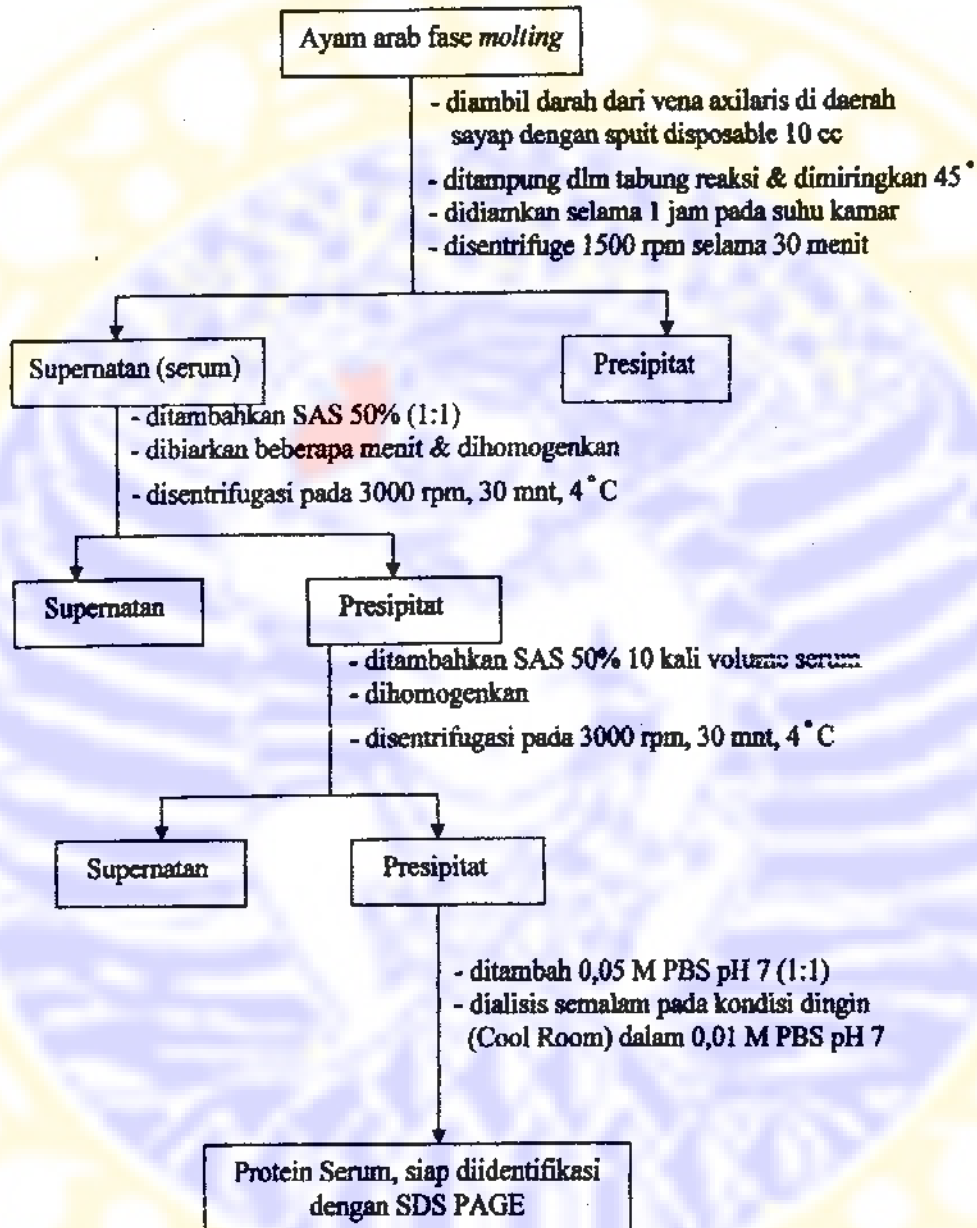 Ayam arab fase molting
- diambil darah dari vena axilaris di daerah
sayap dengan spuit disposable 10 cc
- ditampung dlm tabung reaksi & dimiringkan 45°
- didiamkan selama 1 jam pada suhu kamar
- disentrifuge 1500 rpm selama 30 menit
Supernatan (serum)
Presipitat
- ditambahkan SAS 50% (1:1)
- dibiarkan beberapa menit & dihomogenkan
- disentrifugasi pada 3000 rpm, 30 mnt, 4°C
Supernatan
Presipitat
- ditambahkan SAS 50% 10 kali volume serum
- dihomogenkan
- disentrifugasi pada 3000 rpm, 30 mnt, 4°C
Supernatan
Presipitat
- ditambah 0,05 M PBS pH 7 (1:1)
- dialisis semalam pada kondisi dingin
(Cool Room) dalam 0,01 M PBS pH 7
Protein Serum, siap diidentifikasi
dengan SDS PAGE